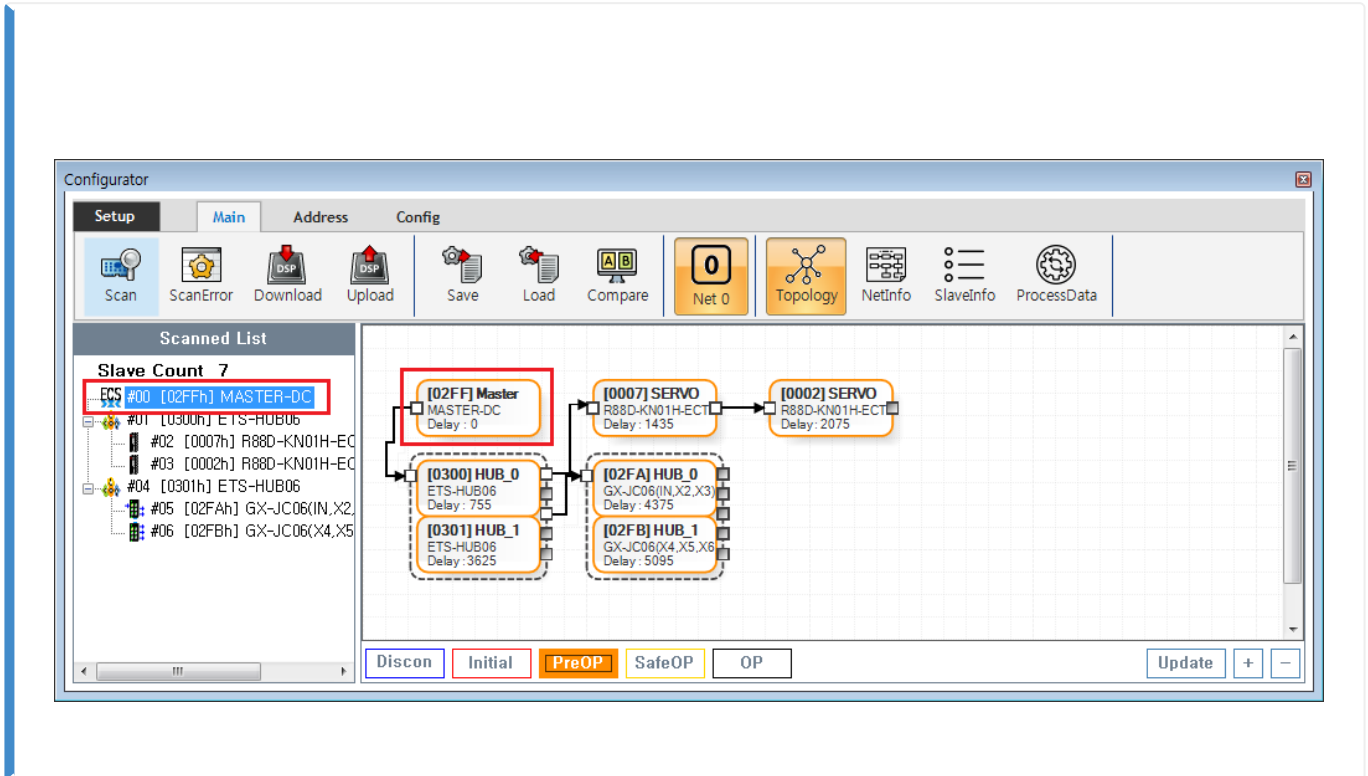 Configurator
Setup Main Address Config
Scan ScanError Download Upload Save Load Compare Net 0 Topology NetInfo SlaveInfo ProcessData
DSP DSP A B 0
Scanned List
Slave Count 7
ECS #00 [02FFh] MASTER-DC
#01 [0300h] ETS-HUB06
#02 [0007h] R88D-KN01H-EC
#03 [0002h] R88D-KN01H-EC
#04 [0301h] ETS-HUB06
#05 [02FAh] GX-JC06(IN,X2,
#06 [02FBh] GX-JC06(X4,X5
[02FF] Master
MASTER-DC
Delay : 0
[0007] SERVO
R88D-KN01H-ECT
Delay : 1435
[0002] SERVO
R88D-KN01H-ECT
Delay : 2075
[0300] HUB_0
ETS-HUB06
Delay : 755
[0301] HUB_1
ETS-HUB06
Delay : 3625
[02FA] HUB_0
GX-JC06(IN,X2,X3)
Delay : 4375
[02FB] HUB_1
GX-JC06(X4,X5,X6
Delay : 5095
Discon Initial PreOP SafeOP OP Update + −